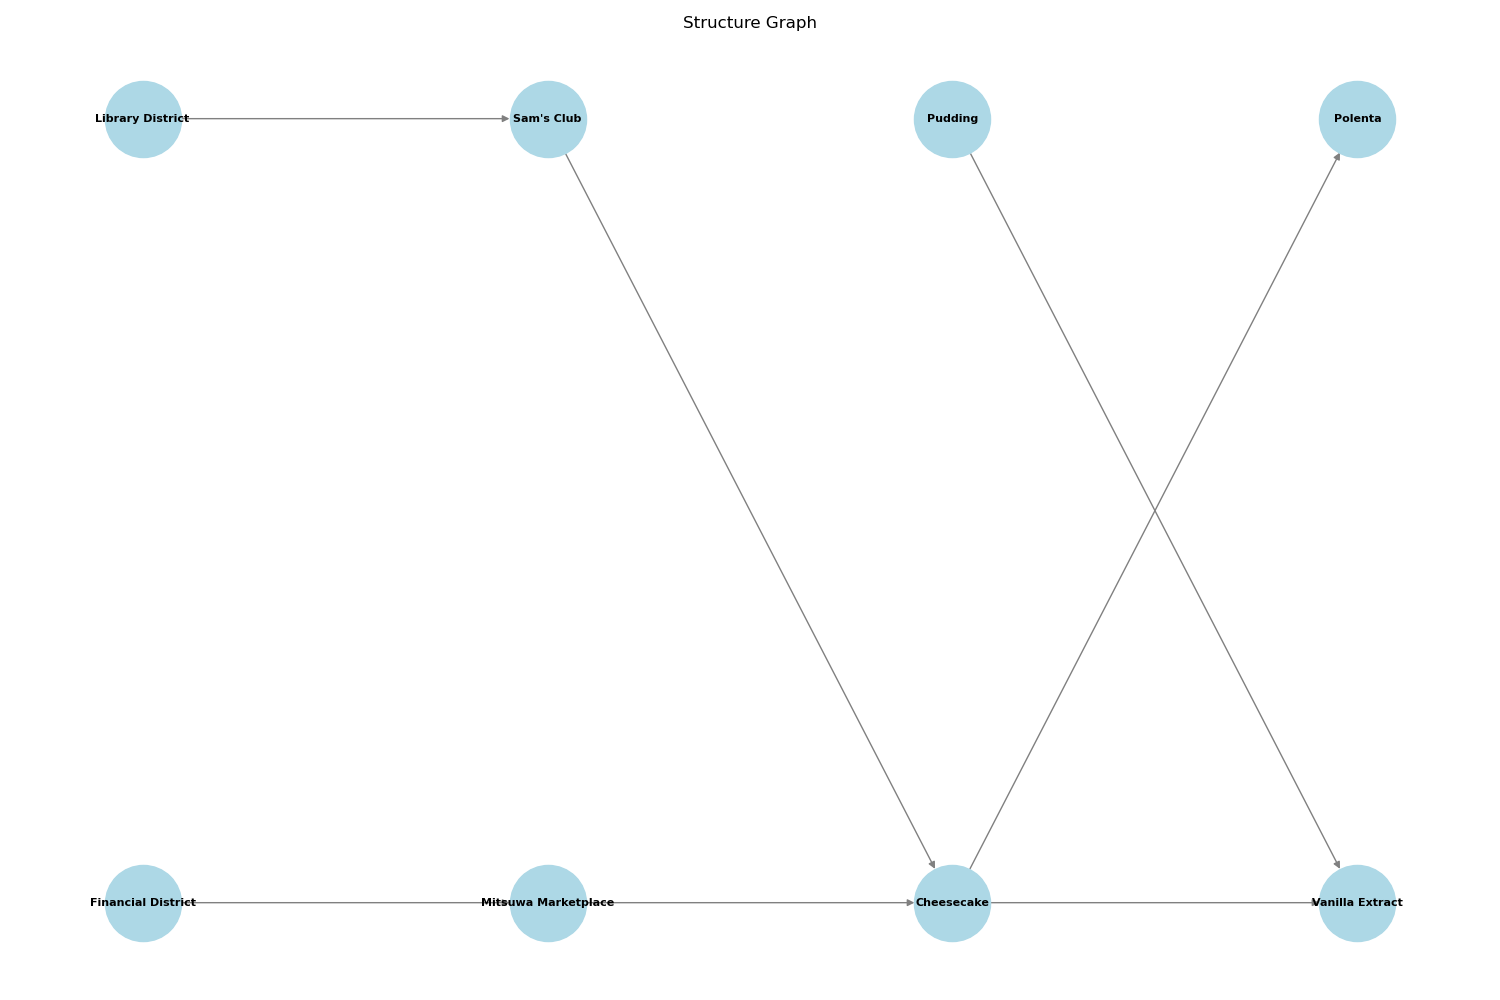 Structure Graph
Library District
Sam's Club
Pudding
Polenta
Financial District
Mitsuwa Marketplace
Cheesecake
Vanilla Extract